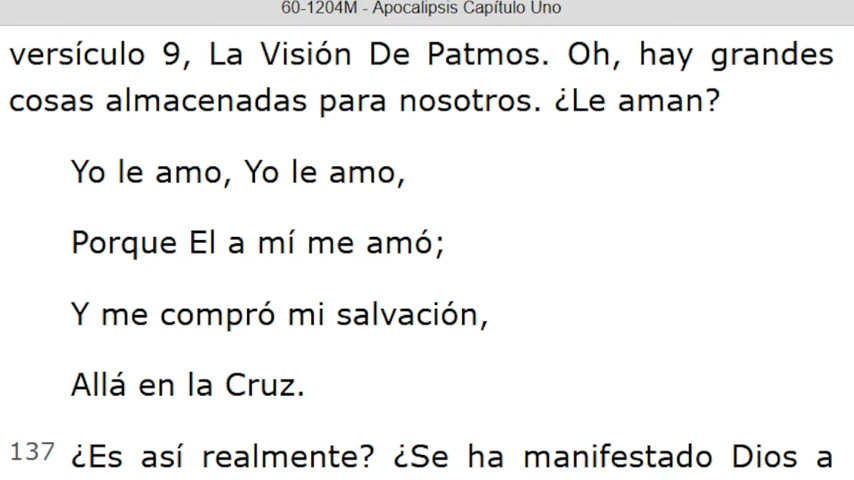 60-1204M - Apocalipsis Capítulo Uno
versículo 9, La Visión De Patmos. Oh, hay grandes
cosas almacenadas para nosotros. ¿Le aman?
Yo le amo, Yo le amo,
Porque El a mí me amó;
Y me compró mi salvación,
Allá en la Cruz.
137 ¿Es así realmente? ¿Se ha manifestado Dios a